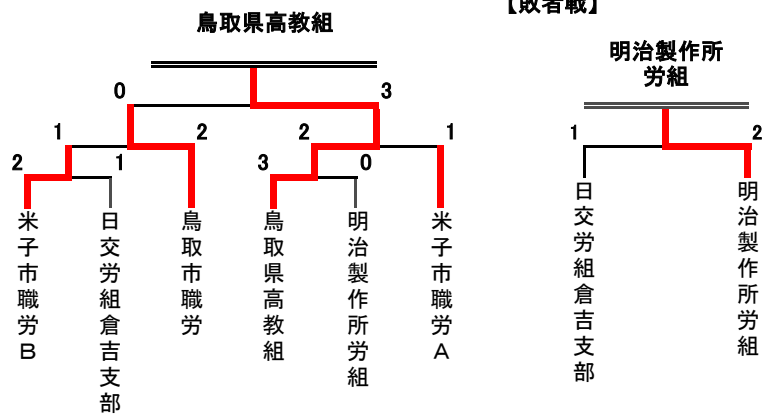 【敗者戦】
鳥取県高教組
明治製作所
労組
0
3
1
2
2
1
1
2
2
1
3
0
米子市職労B
日交労組倉吉支部
鳥取市職労
鳥取県高教組
明治製作所労組
米子市職労A
日交労組倉吉支部
明治製作所労組